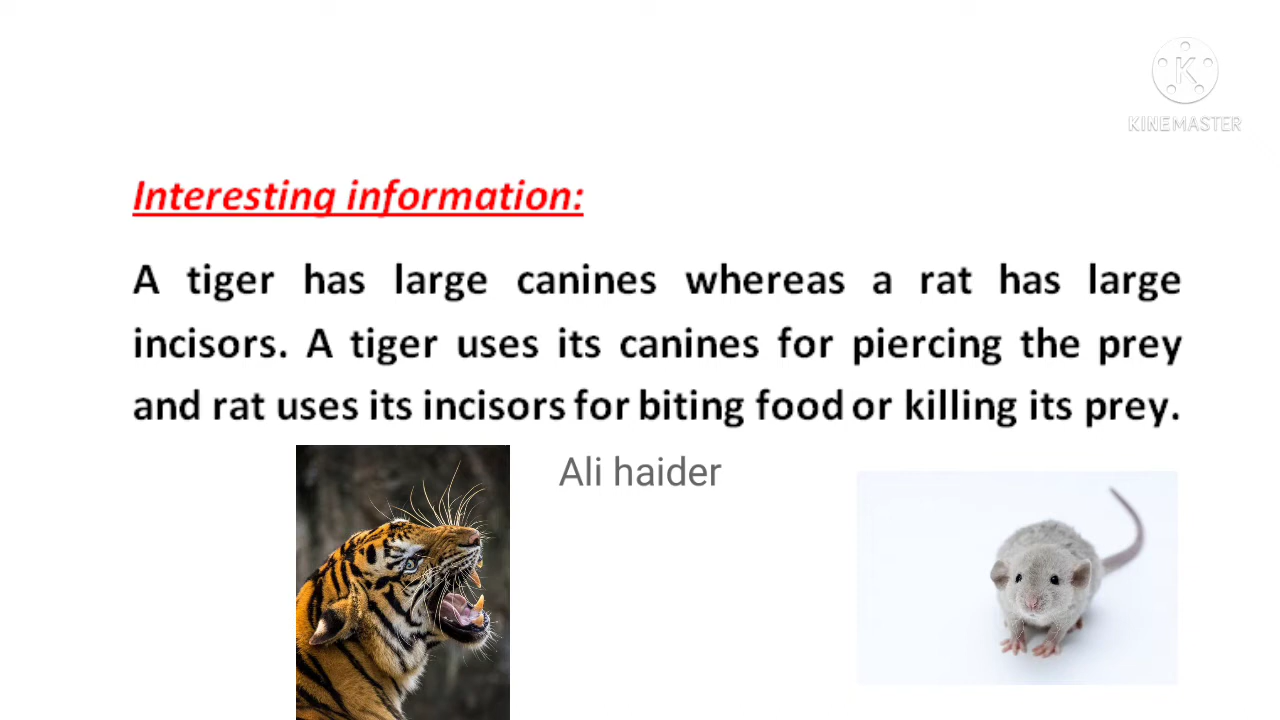 KINEMASTER
Interesting information:
A tiger has large canines whereas a rat has large
incisors. A tiger uses its canines for piercing the prey
and rat uses its incisors for biting food or killing its prey.
Ali haider